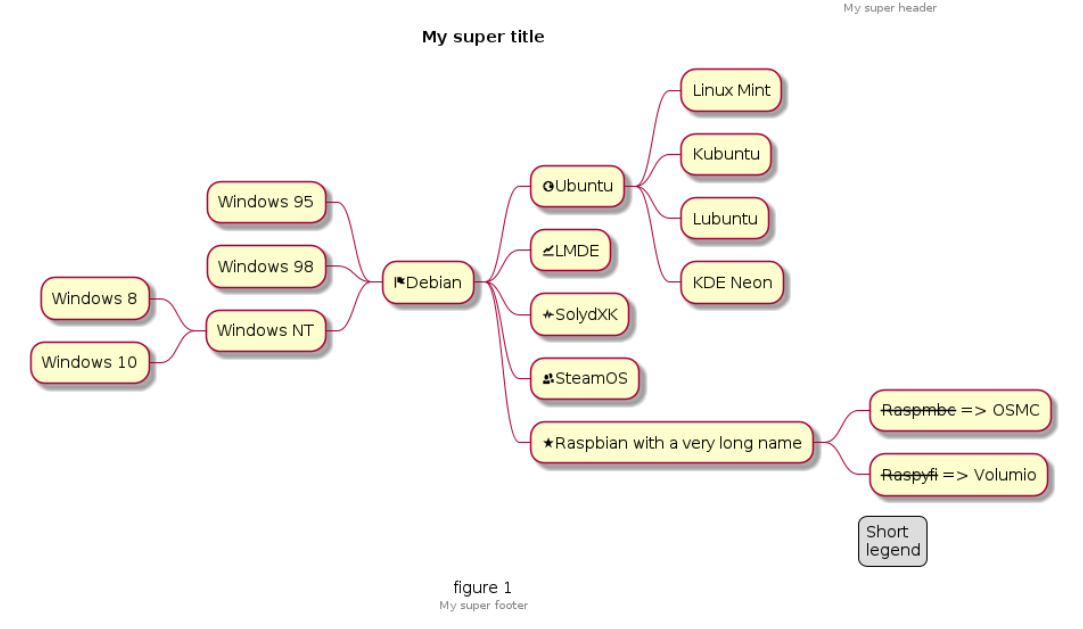 My super header
My super title
Linux Mint
Kubuntu
Ubuntu
Windows 95
Lubuntu
LMDE
Windows 98
Debian
KDE Neon
Windows 8
SolydXK
Windows NT
Windows 10
SteamOS
Raspmbc => OSMC
Raspbian with a very long name
Raspyfi => Volumio
Short
legend
figure 1
My super footer